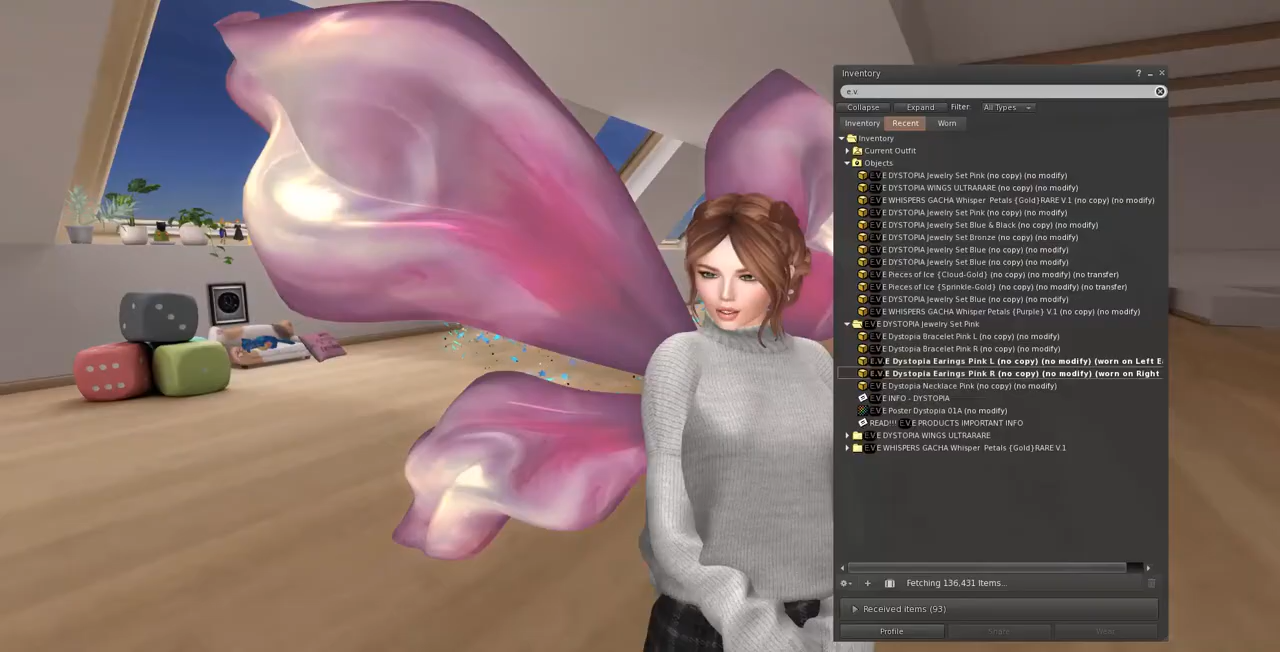 Inventory ? _ ×
e.v.
Collapse Expand Filter: All Types
Inventory Recent Worn
Inventory
Current Outfit
Objects
E.V.E DYSTOPIA Jewelry Set Pink (no copy) (no modify)
E.V.E DYSTOPIA WINGS ULTRARARE (no copy) (no modify)
E.V.E WHISPERS GACHA Whisper Petals {Gold}RARE V.1 (no copy) (no modify)
E.V.E DYSTOPIA Jewelry Set Pink (no copy) (no modify)
E.V.E DYSTOPIA Jewelry Set Blue & Black (no copy) (no modify)
E.V.E DYSTOPIA Jewelry Set Bronze (no copy) (no modify)
E.V.E DYSTOPIA Jewelry Set Blue (no copy) (no modify)
E.V.E DYSTOPIA Jewelry Set Blue (no copy) (no modify)
E.V.E Pieces of Ice {Cloud-Gold} (no copy) (no modify) (no transfer)
E.V.E Pieces of Ice {Sprinkle-Gold} (no copy) (no modify) (no transfer)
E.V.E DYSTOPIA Jewelry Set Blue (no copy) (no modify)
E.V.E WHISPERS GACHA Whisper Petals {Purple} V.1 (no copy) (no modify)
E.V.E DYSTOPIA Jewelry Set Pink
E.V.E Dystopia Bracelet Pink L (no copy) (no modify)
E.V.E Dystopia Bracelet Pink R (no copy) (no modify)
E.V.E Dystopia Earings Pink L (no copy) (no modify) (worn on Left E
E.V.E Dystopia Earings Pink R (no copy) (no modify) (worn on Right
E.V.E Dystopia Necklace Pink (no copy) (no modify)
E.V.E INFO - DYSTOPIA
E.V.E Poster Dystopia 01A (no modify)
READ!!! E.V.E PRODUCTS IMPORTANT INFO
E.V.E DYSTOPIA WINGS ULTRARARE
E.V.E WHISPERS GACHA Whisper Petals {Gold}RARE V.1
Fetching 136,431 Items...
Received items (93)
Profile Share Wear